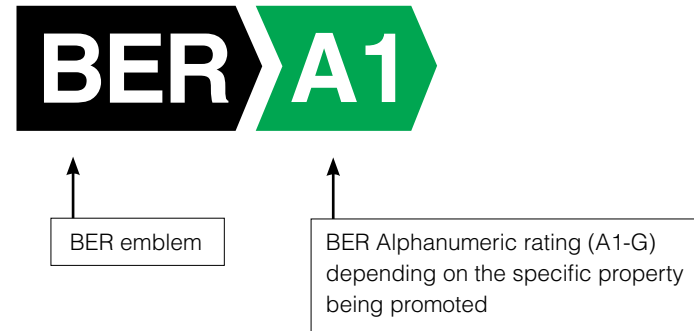 BER A1
BER emblem
BER Alphanumeric rating (A1-G)
depending on the specific property
being promoted